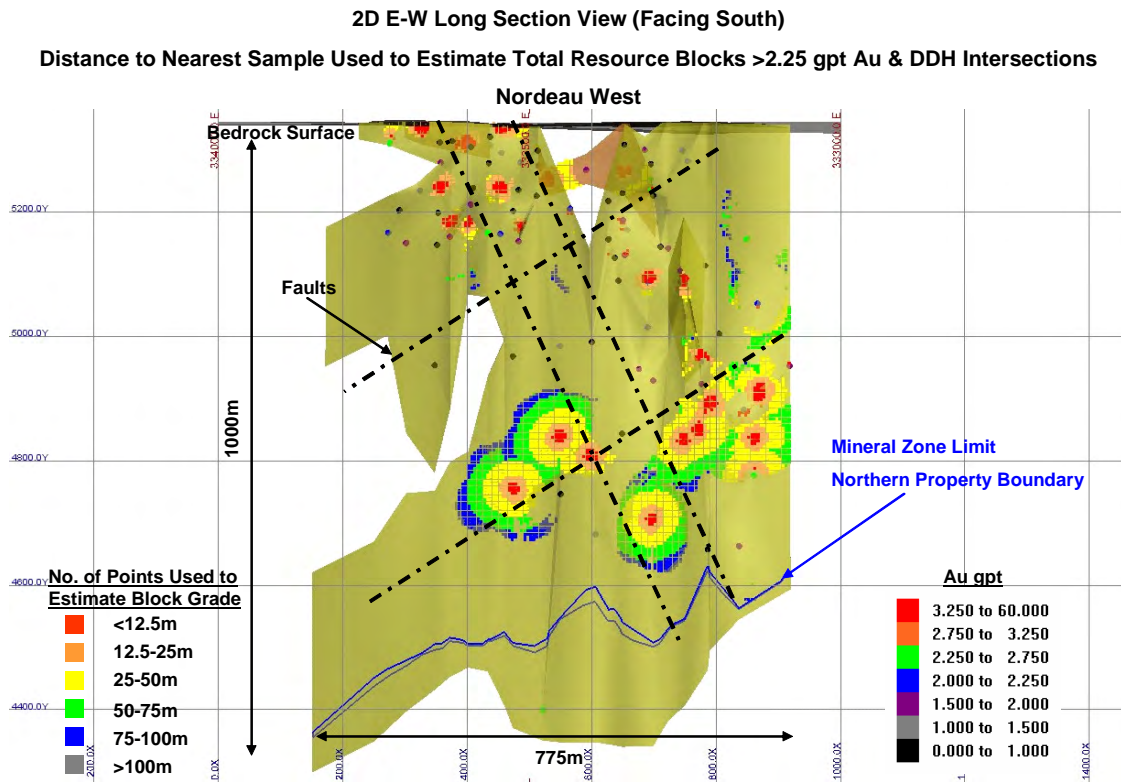 2D E-W Long Section View (Facing South)
Distance to Nearest Sample Used to Estimate Total Resource Blocks >2.25 gpt Au & DDH Intersections
Nordeau West
Bedrock Surface
333000.0 E
5200.0Y
Faults
5000.0Y
1000m
4800.0Y
Mineral Zone Limit
Northern Property Boundary
4600.0Y
No. of Points Used to
Estimate Block Grade
<12.5m
12.5-25m
25-50m
50-75m
75-100m
>100m
Au gpt
3.250 to 60.000
2.750 to 3.250
2.250 to 2.750
2.000 to 2.250
1.500 to 2.000
1.000 to 1.500
0.000 to 1.000
4400.0Y
775m
200.0X
400.0X
600.0X
800.0X
1000.0X
1400.0X